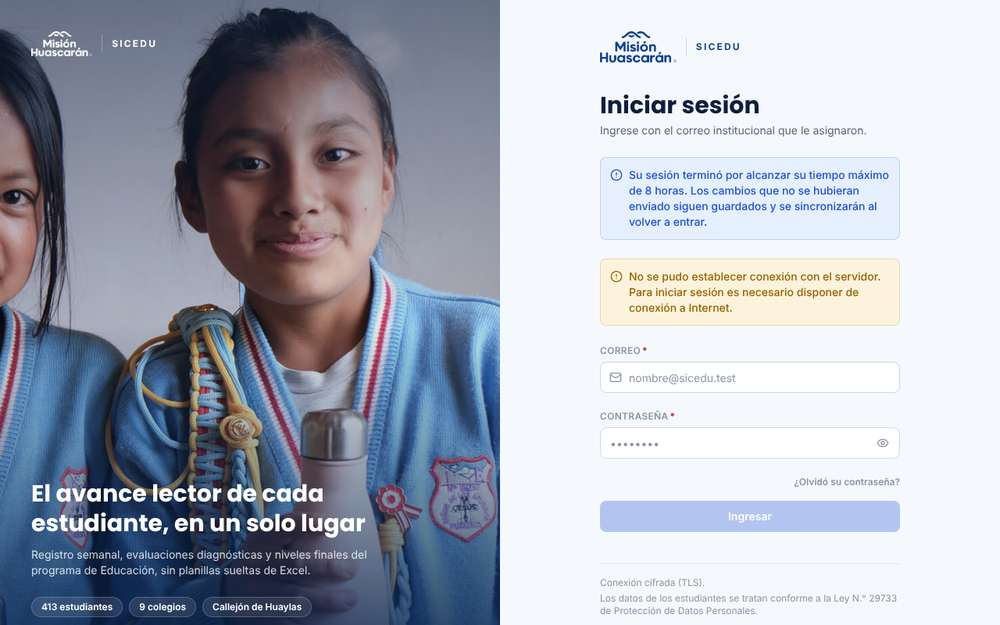 Misión
Huascarán
SICEDU
El avance lector de cada
estudiante, en un solo lugar
Registro semanal, evaluaciones diagnósticas y niveles finales del
programa de Educación, sin planillas sueltas de Excel.
413 estudiantes
9 colegios
Callejón de Huaylas
Misión
Huascarán
SICEDU
Iniciar sesión
Ingrese con el correo institucional que le asignaron.
Su sesión terminó por alcanzar su tiempo máximo
de 8 horas. Los cambios que no se hubieran
enviado siguen guardados y se sincronizarán al
volver a entrar.
No se pudo establecer conexión con el servidor.
Para iniciar sesión es necesario disponer de
conexión a Internet.
CORREO *
nombre@sicedu.test
CONTRASEÑA *
••••••••
¿Olvidó su contraseña?
Ingresar
Conexión cifrada (TLS).
Los datos de los estudiantes se tratan conforme a la Ley N.° 29733
de Protección de Datos Personales.